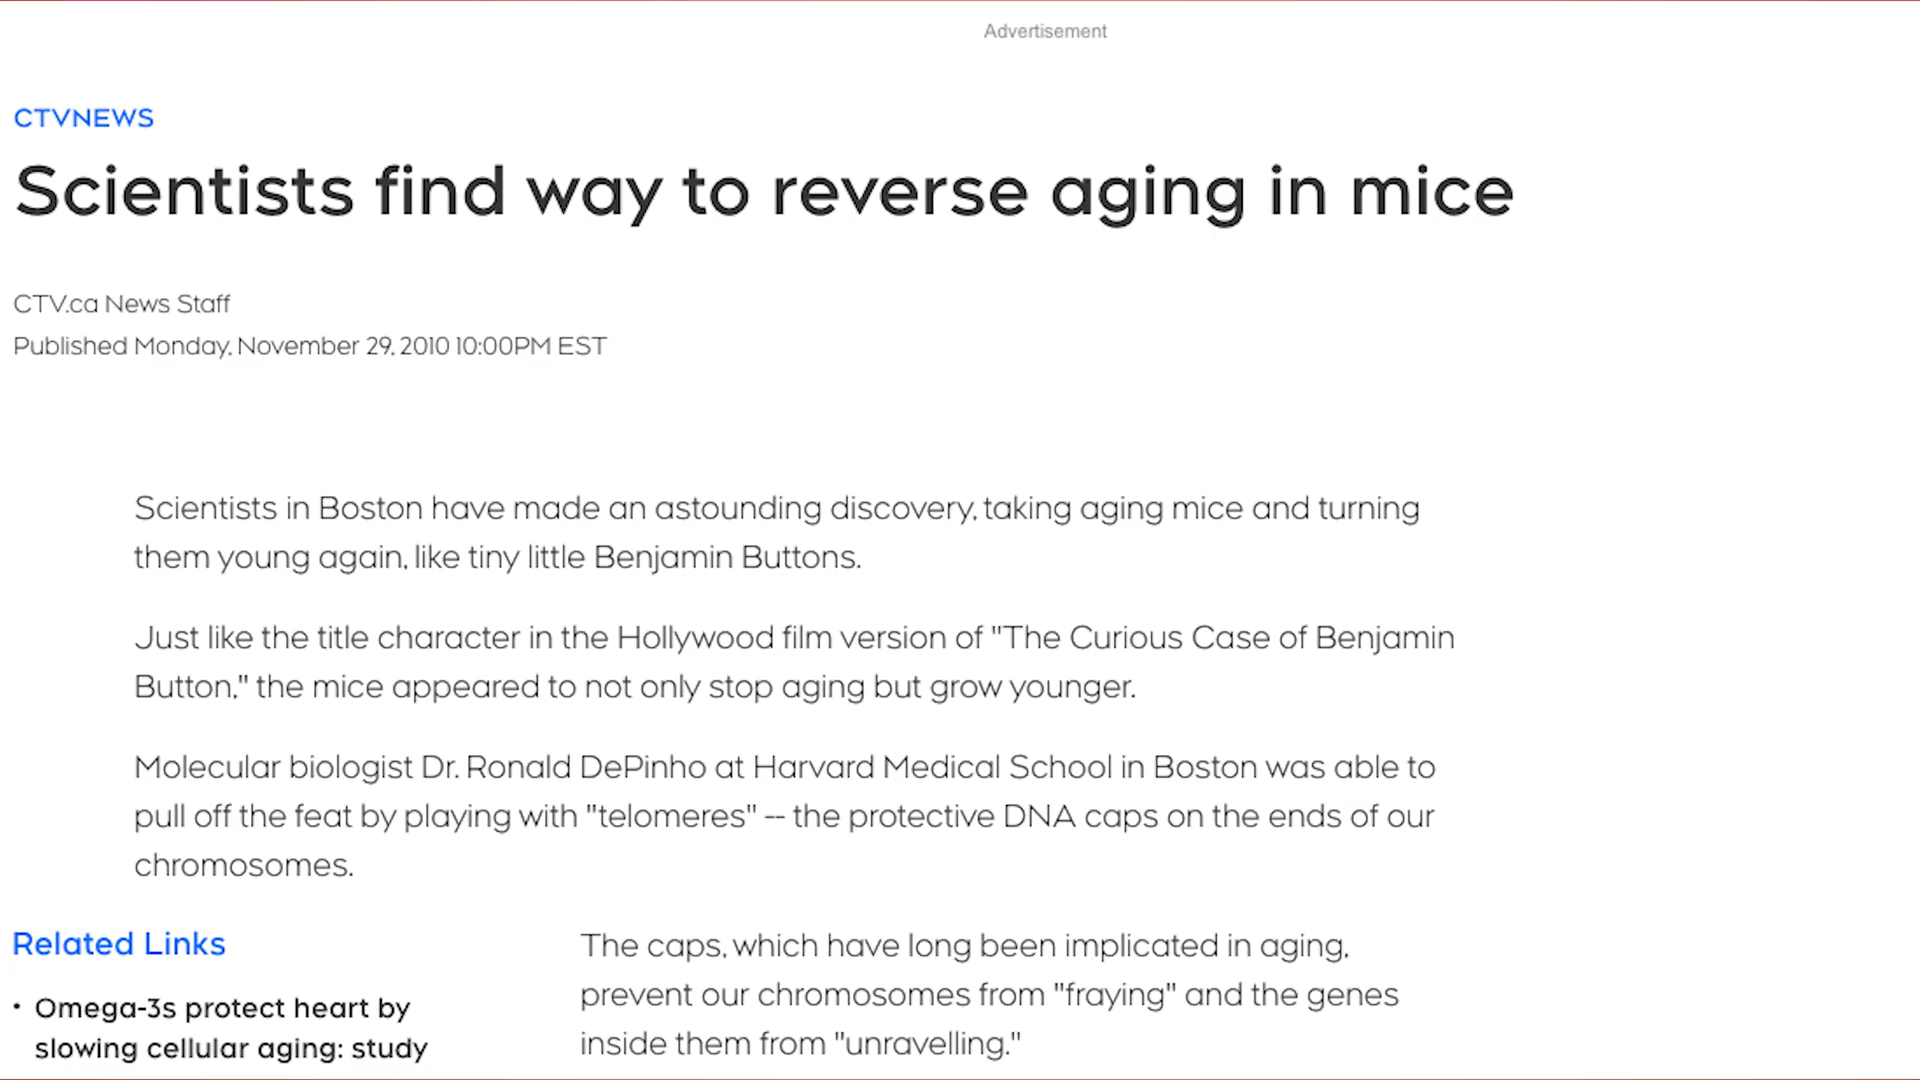 Advertisement
CTVNEWS
Scientists find way to reverse aging in mice
CTV.ca News Staff
Published Monday, November 29, 2010 10:00PM EST
Scientists in Boston have made an astounding discovery, taking aging mice and turning
them young again, like tiny little Benjamin Buttons.
Just like the title character in the Hollywood film version of "The Curious Case of Benjamin
Button," the mice appeared to not only stop aging but grow younger.
Molecular biologist Dr. Ronald DePinho at Harvard Medical School in Boston was able to
pull off the feat by playing with "telomeres" -- the protective DNA caps on the ends of our
chromosomes.
Related Links
• Omega-3s protect heart by
slowing cellular aging: study
The caps, which have long been implicated in aging,
prevent our chromosomes from "fraying" and the genes
inside them from "unravelling."